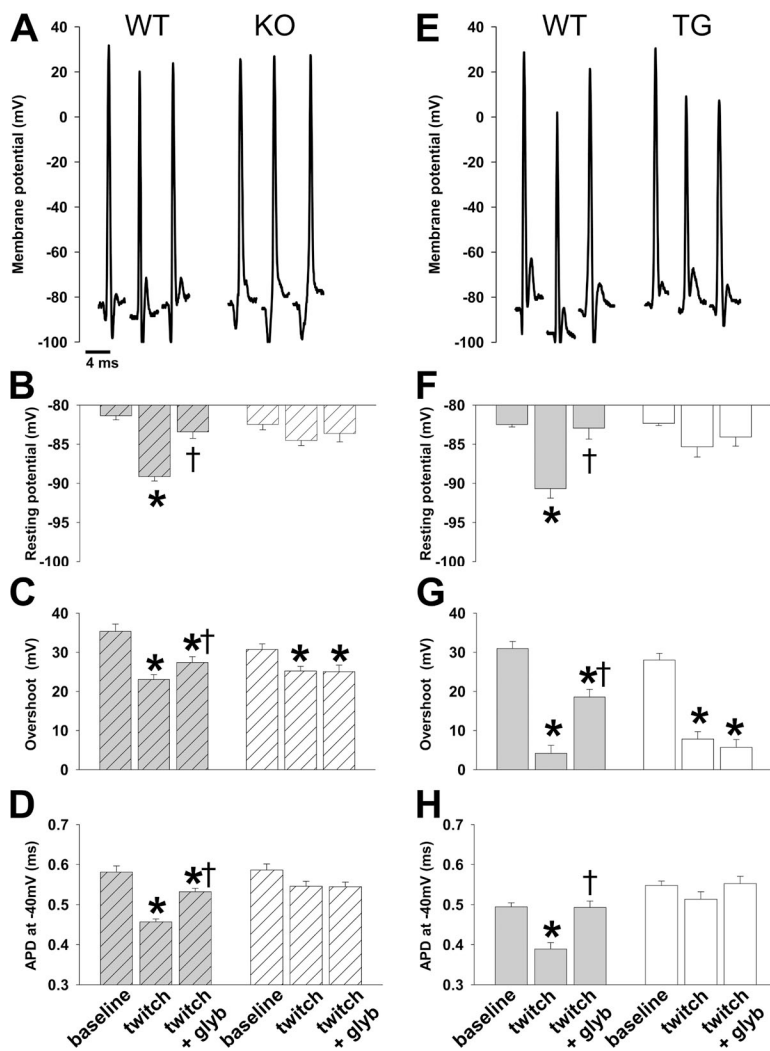 A
WT
KO
Membrane potential (mV)
40
20
0
-20
-40
-60
-80
-100
4 ms
B
Resting potential (mV)
-80
-85
-90
-95
-100
*
†
C
Overshoot (mV)
40
30
20
10
0
*
*†
*
*
D
APD at -40mV (ms)
0.7
0.6
0.5
0.4
0.3
*
*†
baseline
twitch
twitch
+ glyb
baseline
twitch
twitch
+ glyb
E
WT
TG
Membrane potential (mV)
40
20
0
-20
-40
-60
-80
-100
F
Resting potential (mV)
-80
-85
-90
-95
-100
*
†
G
Overshoot (mV)
40
30
20
10
0
*
*†
*
*
H
APD at -40mV (ms)
0.7
0.6
0.5
0.4
0.3
*
†
baseline
twitch
twitch
+ glyb
baseline
twitch
twitch
+ glyb